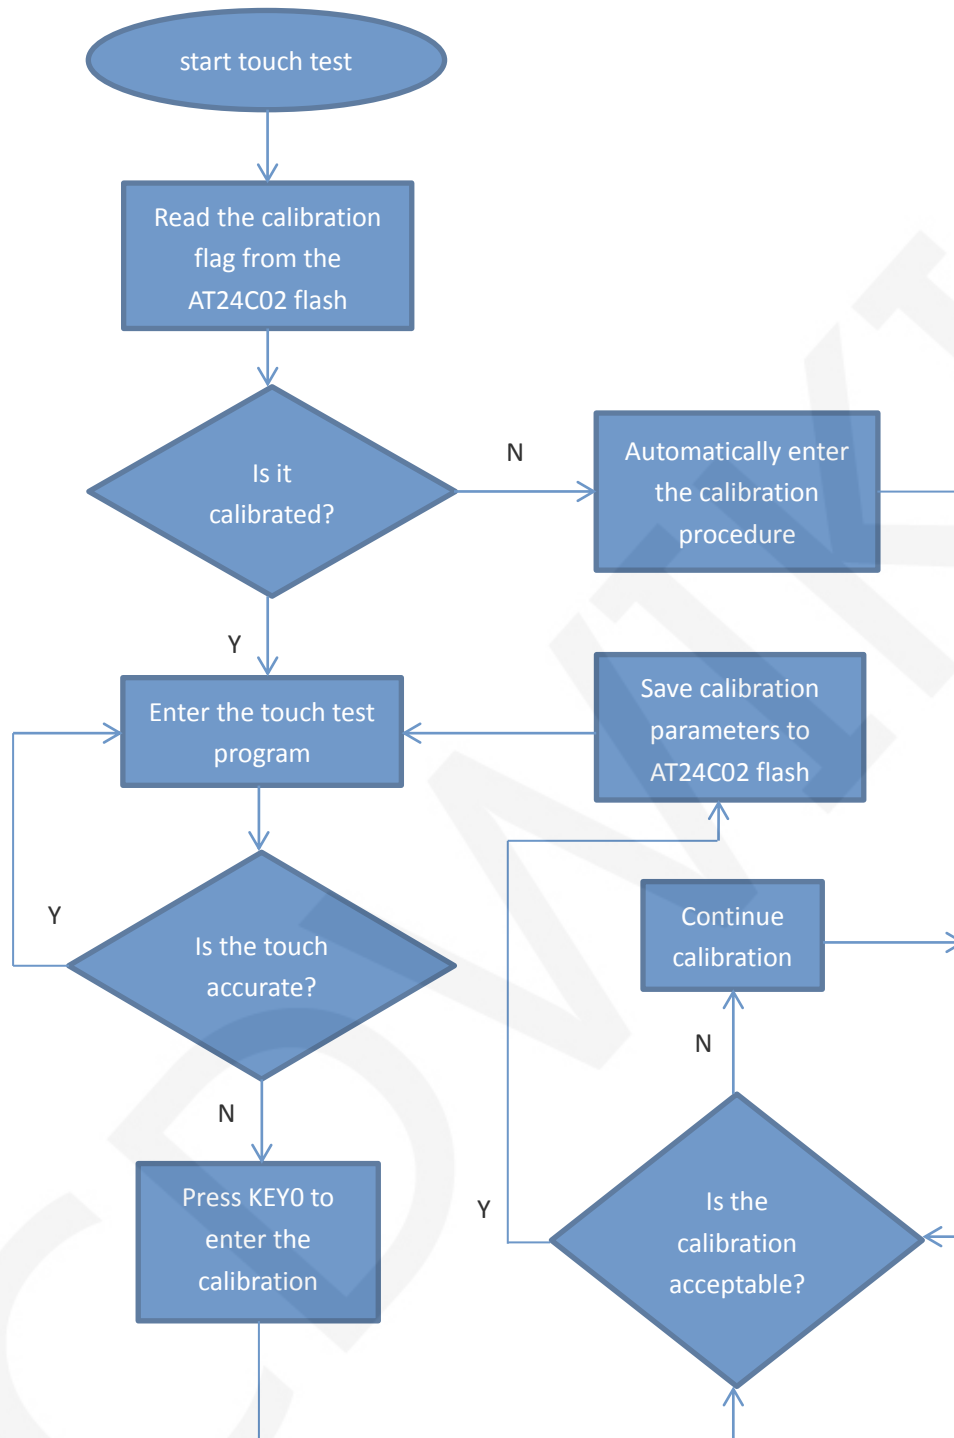 start touch test
Read the calibration
flag from the
AT24C02 flash
Is it
calibrated?
N
Automatically enter
the calibration
procedure
Y
Enter the touch test
program
Save calibration
parameters to
AT24C02 flash
Y
Is the touch
accurate?
Continue
calibration
N
N
Press KEY0 to
enter the
calibration
Y
Is the
calibration
acceptable?
LCDWIKI